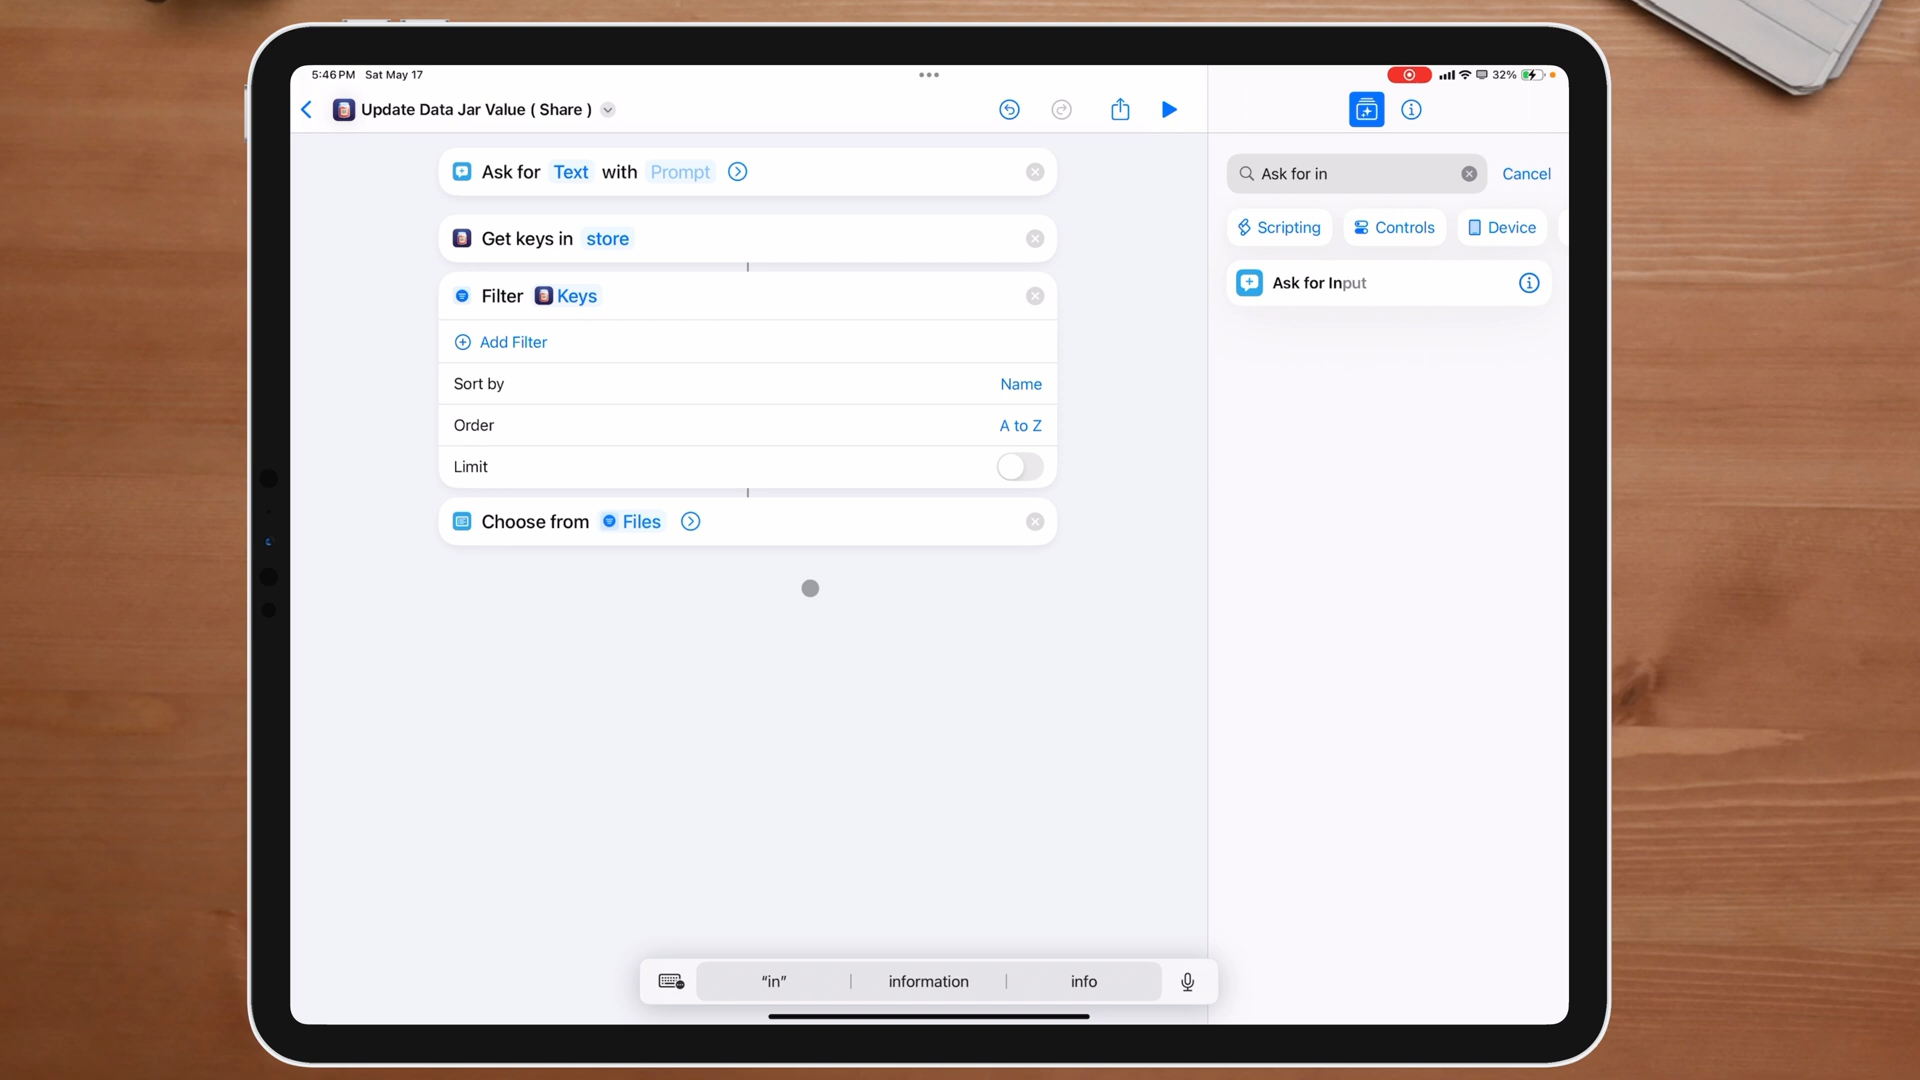 5:46 PM Sat May 17
32%
Update Data Jar Value ( Share )
Ask for Text with Prompt
Get keys in store
Filter Keys
Add Filter
Sort by Name
Order A to Z
Limit
Choose from Files
Ask for in
Cancel
Scripting Controls Device
Ask for Input
“in” information info